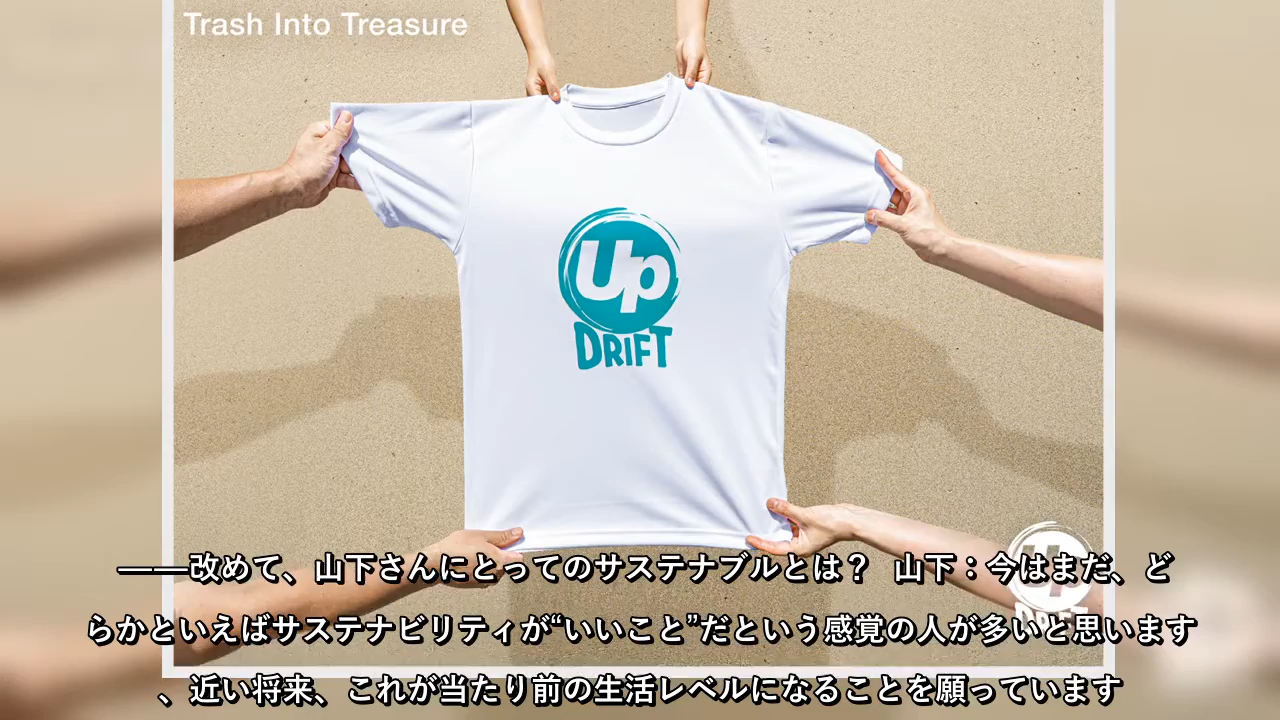 Trash Into Treasure
Up
DRIFT
Up
DRIFT
——改めて、山下さんにとってのサステナブルとは？ 山下：今はまだ、ど
らかといえばサステナビリティが“いいこと”だという感覚の人が多いと思います
、近い将来、これが当たり前の生活レベルになることを願っています